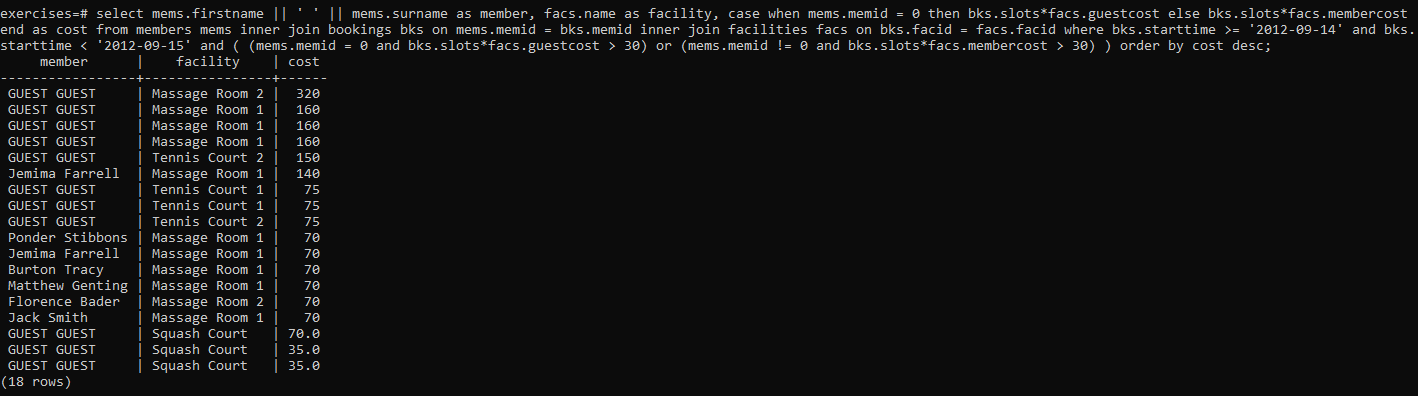 exercises=# select mems.firstname || ' ' || mems.surname as member, facs.name as facility, case when mems.memid = 0 then bks.slots*facs.guestcost else bks.slots*facs.membercost
end as cost from members mems inner join bookings bks on mems.memid = bks.memid inner join facilities facs on bks.facid = facs.facid where bks.starttime >= '2012-09-14' and bks.
starttime < '2012-09-15' and ( (mems.memid = 0 and bks.slots*facs.guestcost > 30) or (mems.memid != 0 and bks.slots*facs.membercost > 30) ) order by cost desc;
     member      |    facility    | cost
-----------------+----------------+------
 GUEST GUEST     | Massage Room 2 |  320
 GUEST GUEST     | Massage Room 1 |  160
 GUEST GUEST     | Massage Room 1 |  160
 GUEST GUEST     | Massage Room 1 |  160
 GUEST GUEST     | Tennis Court 2 |  150
 Jemima Farrell  | Massage Room 1 |  140
 GUEST GUEST     | Tennis Court 1 |   75
 GUEST GUEST     | Tennis Court 1 |   75
 GUEST GUEST     | Tennis Court 2 |   75
 Ponder Stibbons | Massage Room 1 |   70
 Jemima Farrell  | Massage Room 1 |   70
 Burton Tracy    | Massage Room 1 |   70
 Matthew Genting | Massage Room 1 |   70
 Florence Bader  | Massage Room 2 |   70
 Jack Smith      | Massage Room 1 |   70
 GUEST GUEST     | Squash Court   | 70.0
 GUEST GUEST     | Squash Court   | 35.0
 GUEST GUEST     | Squash Court   | 35.0
(18 rows)